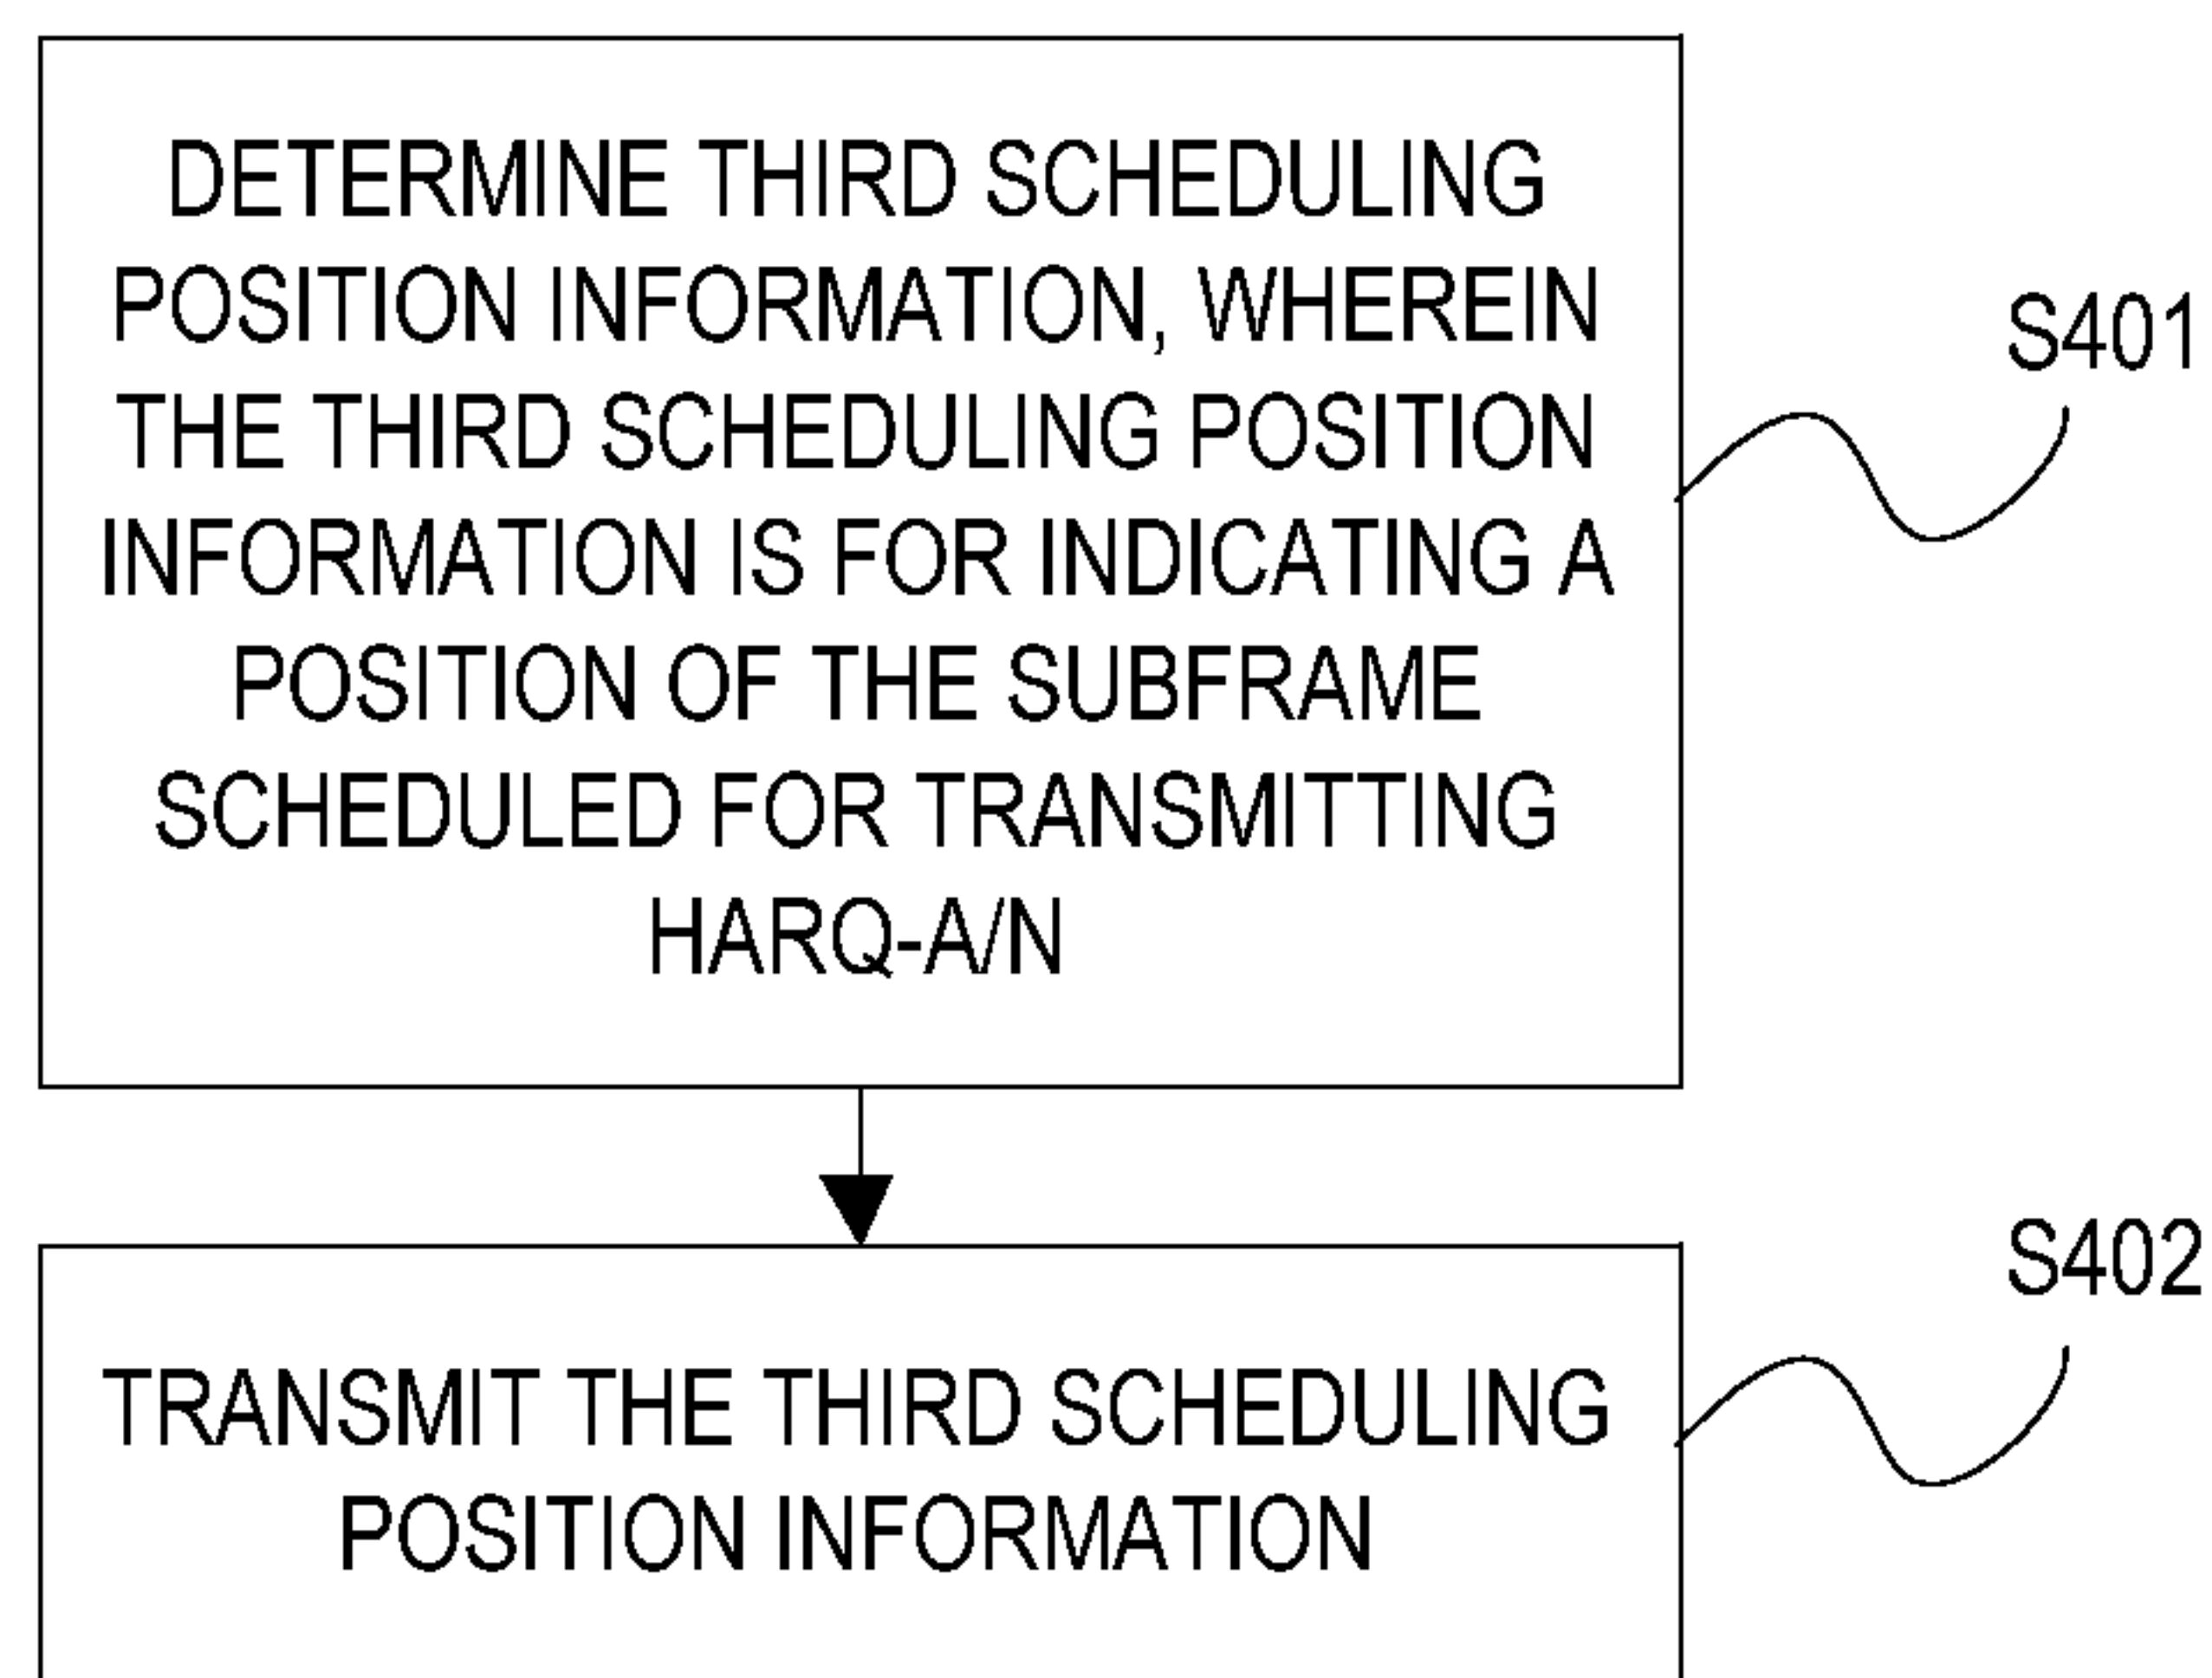 DETERMINE THIRD SCHEDULING
POSITION INFORMATION, WHEREIN
THE THIRD SCHEDULING POSITION
INFORMATION IS FOR INDICATING A
POSITION OF THE SUBFRAME
SCHEDULED FOR TRANSMITTING
HARQ-A/N
S401
TRANSMIT THE THIRD SCHEDULING
POSITION INFORMATION
S402